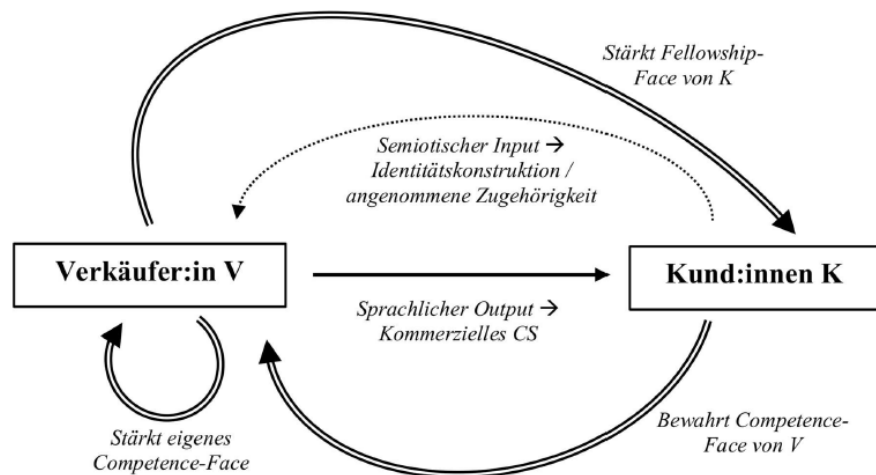 Stärkt Fellowship-
Face von K
Semiotischer Input →
Identitätskonstruktion /
angenommene Zugehörigkeit
Verkäufer:in V
Kund:innen K
Sprachlicher Output →
Kommerzielles CS
Stärkt eigenes
Competence-Face
Bewahrt Competence-
Face von V